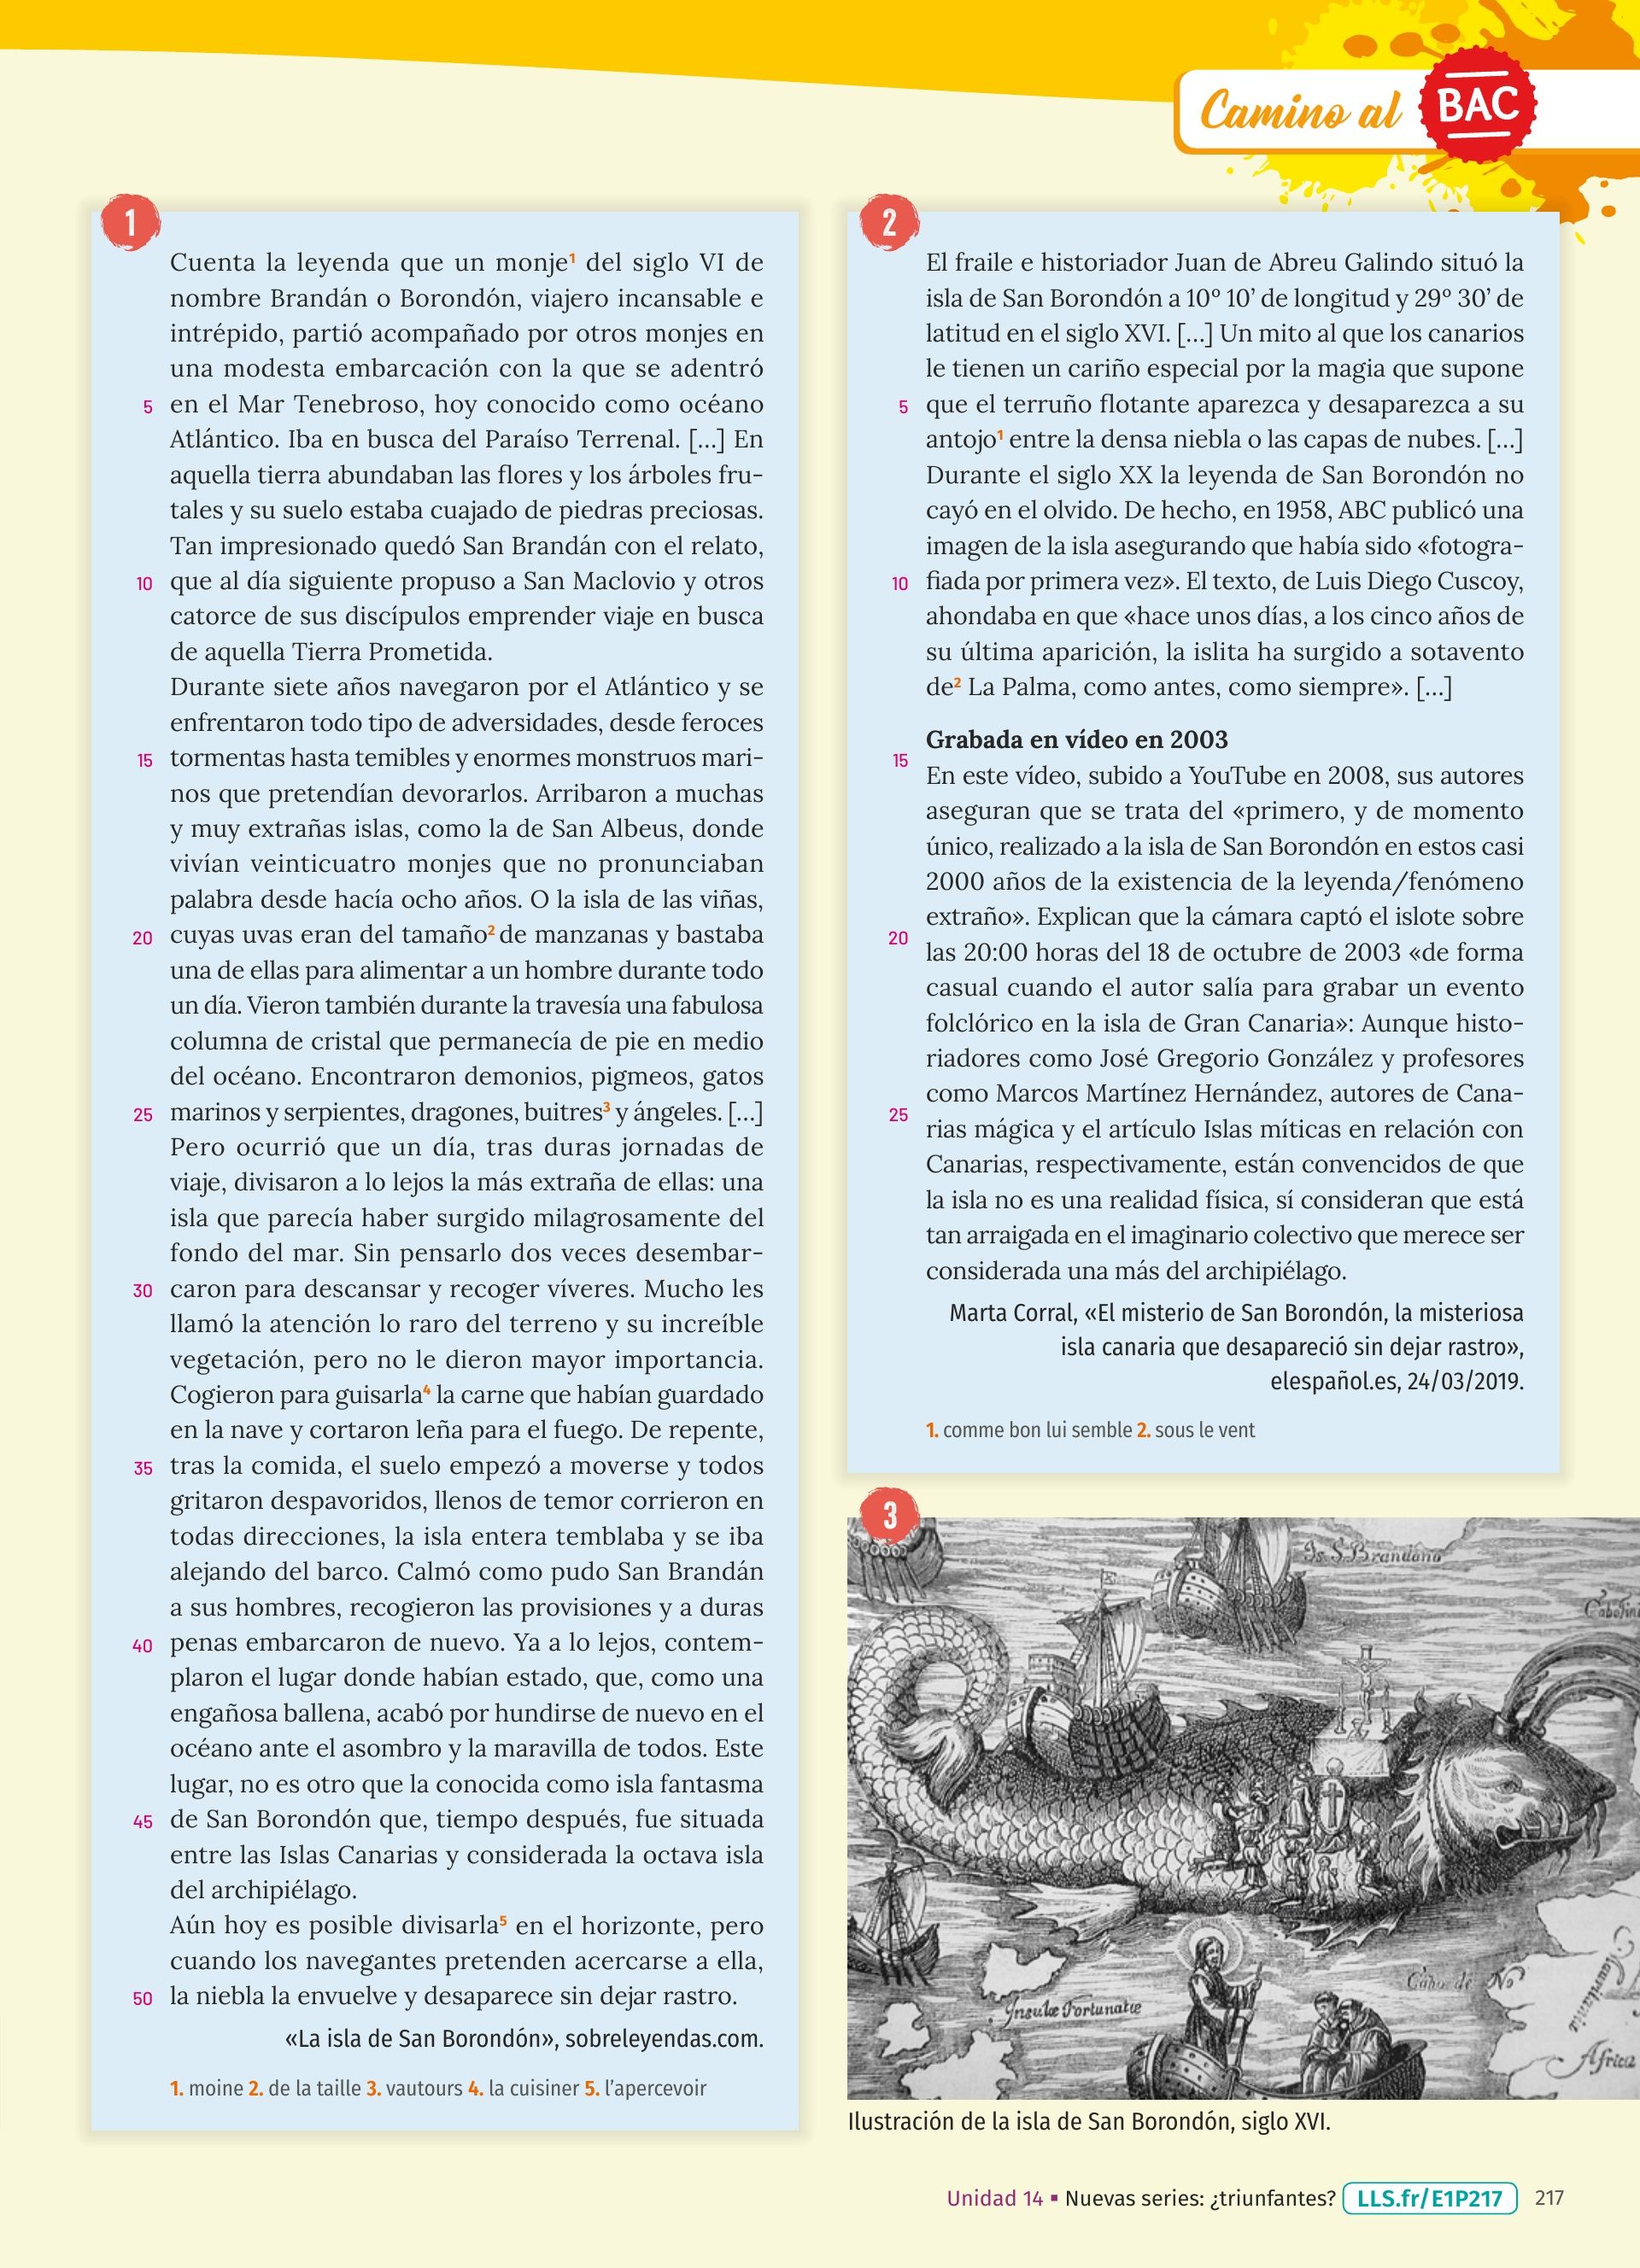 Camino al BAC
1
Cuenta la leyenda que un monje1 del siglo VI de
nombre Brandán o Borondón, viajero incansable e
intrépido, partió acompañado por otros monjes en
una modesta embarcación con la que se adentró
5 en el Mar Tenebroso, hoy conocido como océano
Atlántico. Iba en busca del Paraíso Terrenal. [...] En
aquella tierra abundaban las flores y los árboles fru-
tales y su suelo estaba cuajado de piedras preciosas.
Tan impresionado quedó San Brandán con el relato,
10 que al día siguiente propuso a San Maclovio y otros
catorce de sus discípulos emprender viaje en busca
de aquella Tierra Prometida.
Durante siete años navegaron por el Atlántico y se
enfrentaron todo tipo de adversidades, desde feroces
15 tormentas hasta temibles y enormes monstruos mari-
nos que pretendían devorarlos. Arribaron a muchas
y muy extrañas islas, como la de San Albeus, donde
vivían veinticuatro monjes que no pronunciaban
palabra desde hacía ocho años. O la isla de las viñas,
20 cuyas uvas eran del tamaño2 de manzanas y bastaba
una de ellas para alimentar a un hombre durante todo
un día. Vieron también durante la travesía una fabulosa
columna de cristal que permanecía de pie en medio
del océano. Encontraron demonios, pigmeos, gatos
25 marinos y serpientes, dragones, buitres3 y ángeles. [...]
Pero ocurrió que un día, tras duras jornadas de
viaje, divisaron a lo lejos la más extraña de ellas: una
isla que parecía haber surgido milagrosamente del
fondo del mar. Sin pensarlo dos veces desembar-
30 caron para descansar y recoger víveres. Mucho les
llamó la atención lo raro del terreno y su increíble
vegetación, pero no le dieron mayor importancia.
Cogieron para guisarla4 la carne que habían guardado
en la nave y cortaron leña para el fuego. De repente,
35 tras la comida, el suelo empezó a moverse y todos
gritaron despavoridos, llenos de temor corrieron en
todas direcciones, la isla entera temblaba y se iba
alejando del barco. Calmó como pudo San Brandán
a sus hombres, recogieron las provisiones y a duras
40 penas embarcaron de nuevo. Ya a lo lejos, contem-
plaron el lugar donde habían estado, que, como una
engañosa ballena, acabó por hundirse de nuevo en el
océano ante el asombro y la maravilla de todos. Este
lugar, no es otro que la conocida como isla fantasma
45 de San Borondón que, tiempo después, fue situada
entre las Islas Canarias y considerada la octava isla
del archipiélago.
Aún hoy es posible divisarla5 en el horizonte, pero
cuando los navegantes pretenden acercarse a ella,
50 la niebla la envuelve y desaparece sin dejar rastro.
«La isla de San Borondón», sobreleyendas.com.
1. moine 2. de la taille 3. vautours 4. la cuisiner 5. l'apercevoir
2
El fraile e historiador Juan de Abreu Galindo situó la
isla de San Borondón a 10º 10' de longitud y 29º 30' de
latitud en el siglo XVI. [...] Un mito al que los canarios
le tienen un cariño especial por la magia que supone
5 que el terruño flotante aparezca y desaparezca a su
antojo1 entre la densa niebla o las capas de nubes. [...]
Durante el siglo XX la leyenda de San Borondón no
cayó en el olvido. De hecho, en 1958, ABC publicó una
imagen de la isla asegurando que había sido «fotogra-
10 fiada por primera vez». El texto, de Luis Diego Cuscoy,
ahondaba en que «hace unos días, a los cinco años de
su última aparición, la islita ha surgido a sotavento
de2 La Palma, como antes, como siempre». [...]
Grabada en vídeo en 2003
15 En este vídeo, subido a YouTube en 2008, sus autores
aseguran que se trata del «primero, y de momento
único, realizado a la isla de San Borondón en estos casi
2000 años de la existencia de la leyenda/fenómeno
extraño». Explican que la cámara captó el islote sobre
20 las 20:00 horas del 18 de octubre de 2003 «de forma
casual cuando el autor salía para grabar un evento
folclórico en la isla de Gran Canaria»: Aunque histo-
riadores como José Gregorio González y profesores
como Marcos Martínez Hernández, autores de Cana-
25 rias mágica y el artículo Islas míticas en relación con
Canarias, respectivamente, están convencidos de que
la isla no es una realidad física, sí consideran que está
tan arraigada en el imaginario colectivo que merece ser
considerada una más del archipiélago.
Marta Corral, «El misterio de San Borondón, la misteriosa
isla canaria que desapareció sin dejar rastro»,
elespañol.es, 24/03/2019.
1. comme bon lui semble 2. sous le vent
3
Is. S. Brandano
Cabo de No
Insulæ Fortunatæ
Africa
Ilustración de la isla de San Borondón, siglo XVI.
Unidad 14 ▪ Nuevas series: ¿triunfantes? LLS.fr/E1P217 217